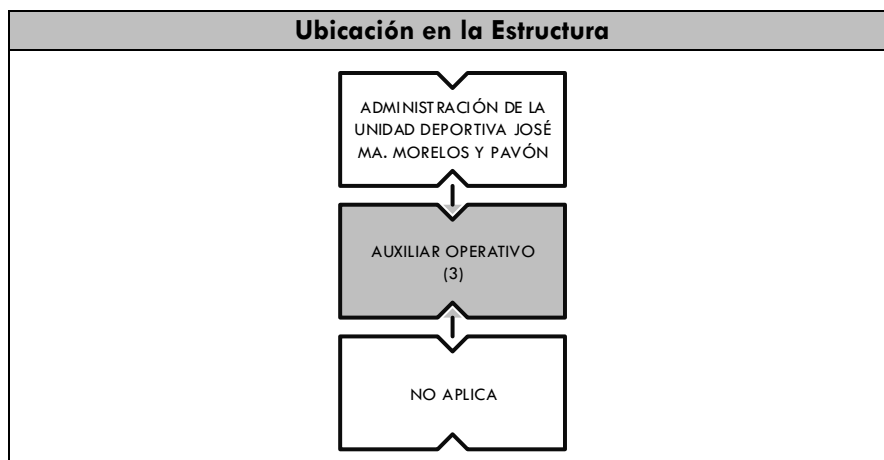 Ubicación en la Estructura
ADMINISTRACIÓN DE LA
UNIDAD DEPORTIVA JOSÉ
MA. MORELOS Y PAVÓN
AUXILIAR OPERATIVO
(3)
NO APLICA